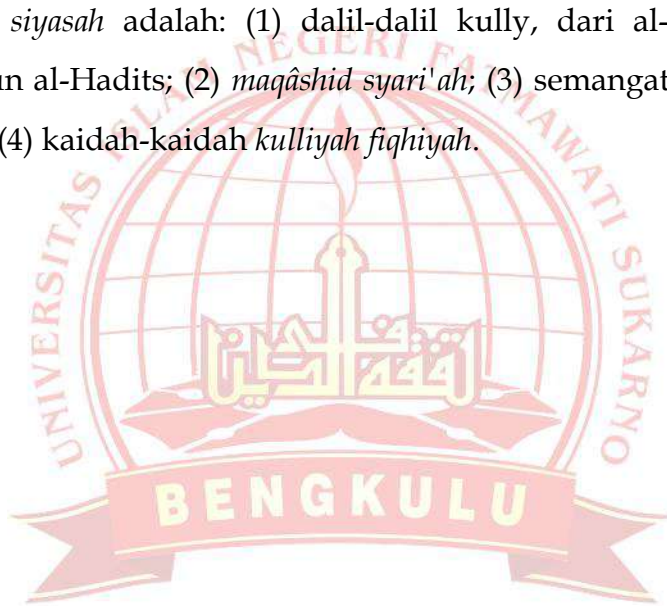 siyasah adalah: (1) dalil-dalil kully, dari al-
un al-Hadits; (2) maqâshid syari'ah; (3) semangat
(4) kaidah-kaidah kulliyah fiqhiyah.
UNIVERSITAS ISLAM NEGERI FATMAWATI SUKARNO
BENGKULU